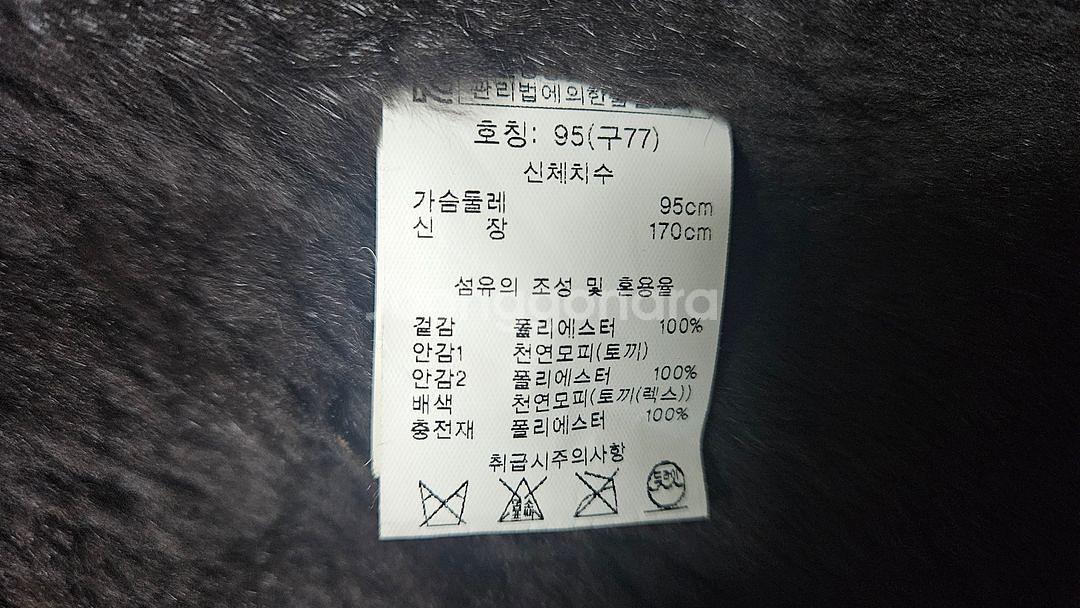 관리법에의한
호칭: 95(구77)
신체치수
가슴둘레 95cm
신 장 170cm
섬유의 조성 및 혼용율
겉감 폴리에스터 100%
안감1 천연모피(토끼)
안감2 폴리에스터 100%
배색 천연모피(토끼(렉스))
충전재 폴리에스터 100%
취급시주의사항
드라이